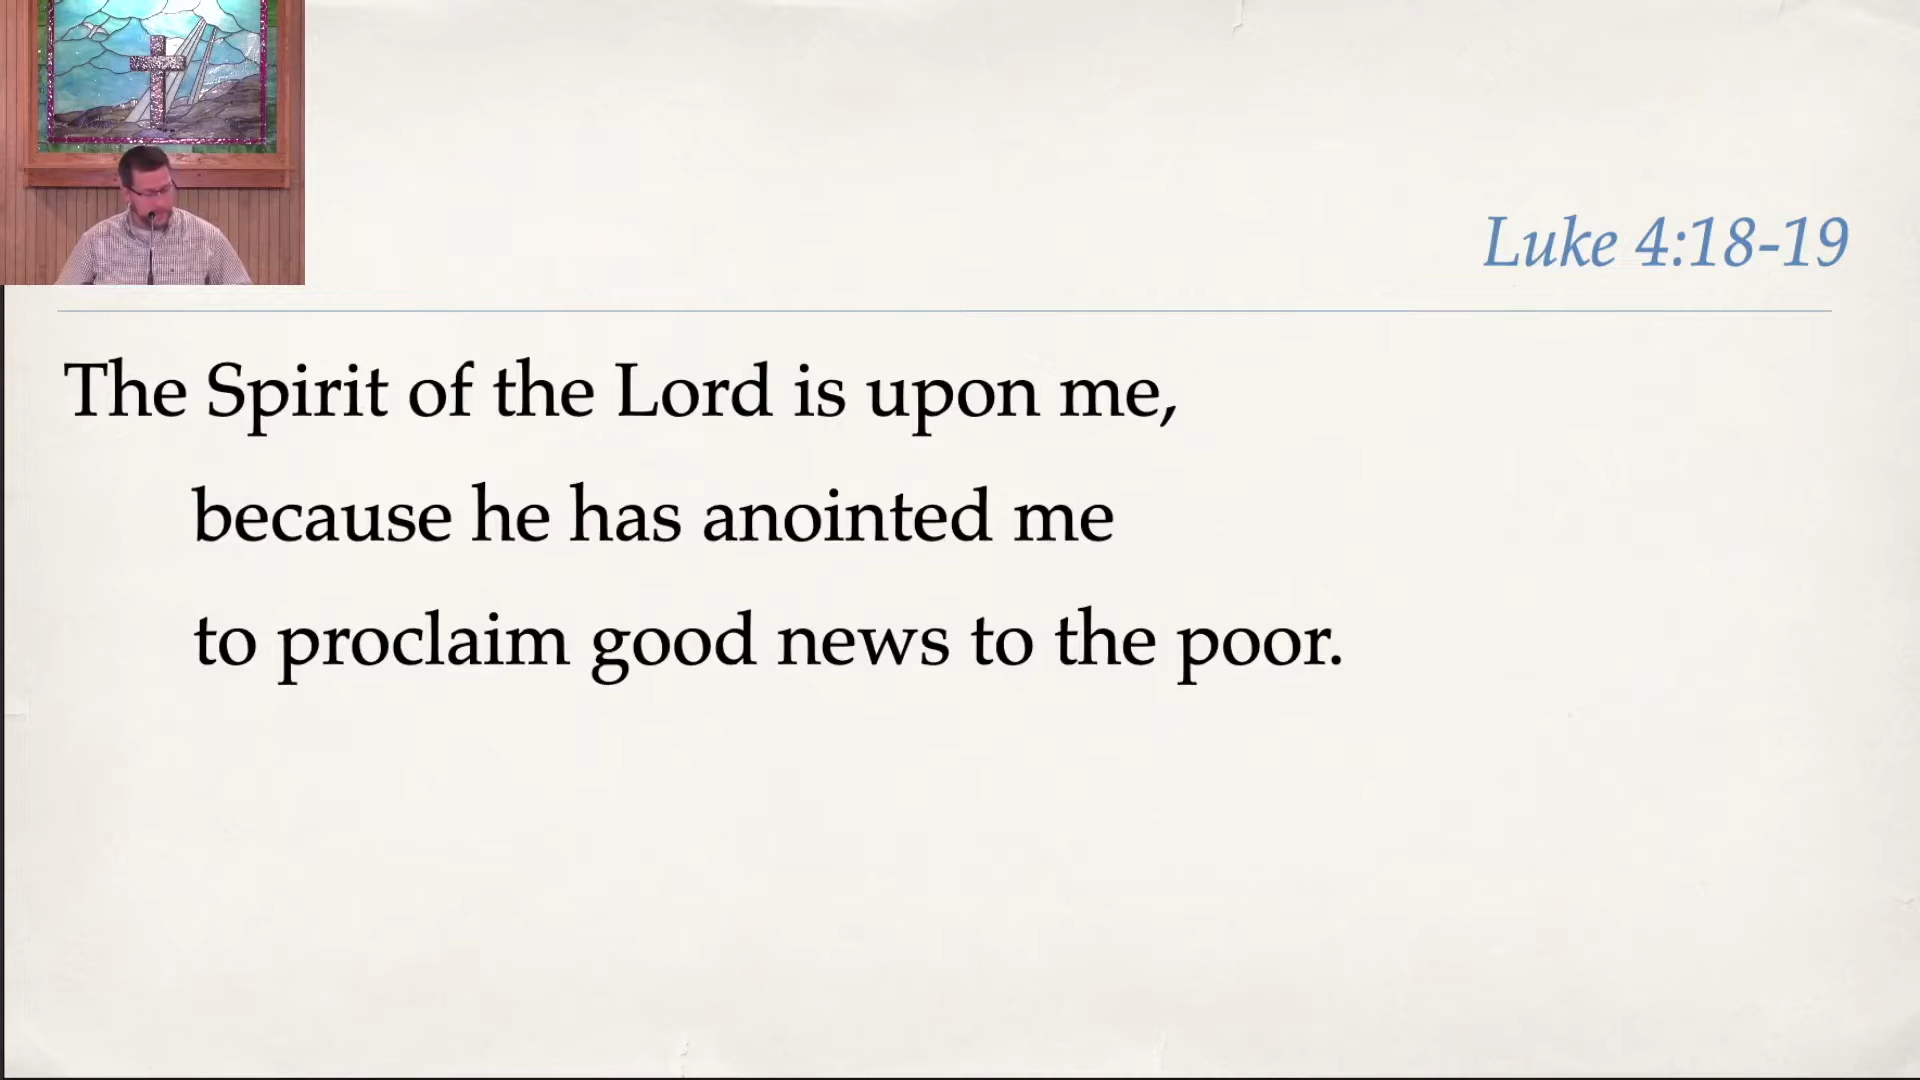 Luke 4:18-19
The Spirit of the Lord is upon me,
because he has anointed me
to proclaim good news to the poor.